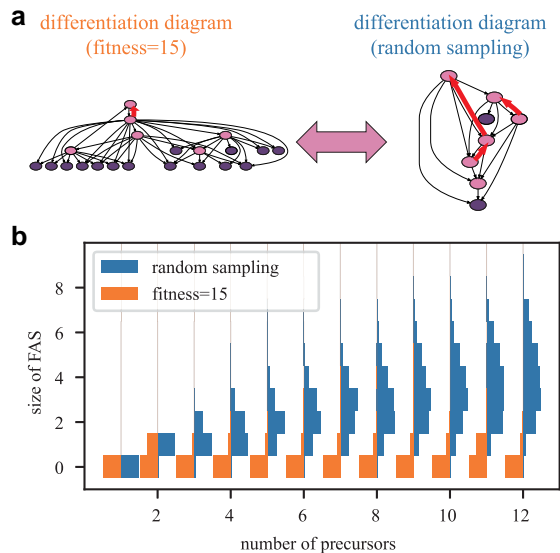 a
differentiation diagram
(fitness=15)
differentiation diagram
(random sampling)
b
random sampling
fitness=15
size of FAS
8
6
4
2
0
2 4 6 8 10 12
number of precursors